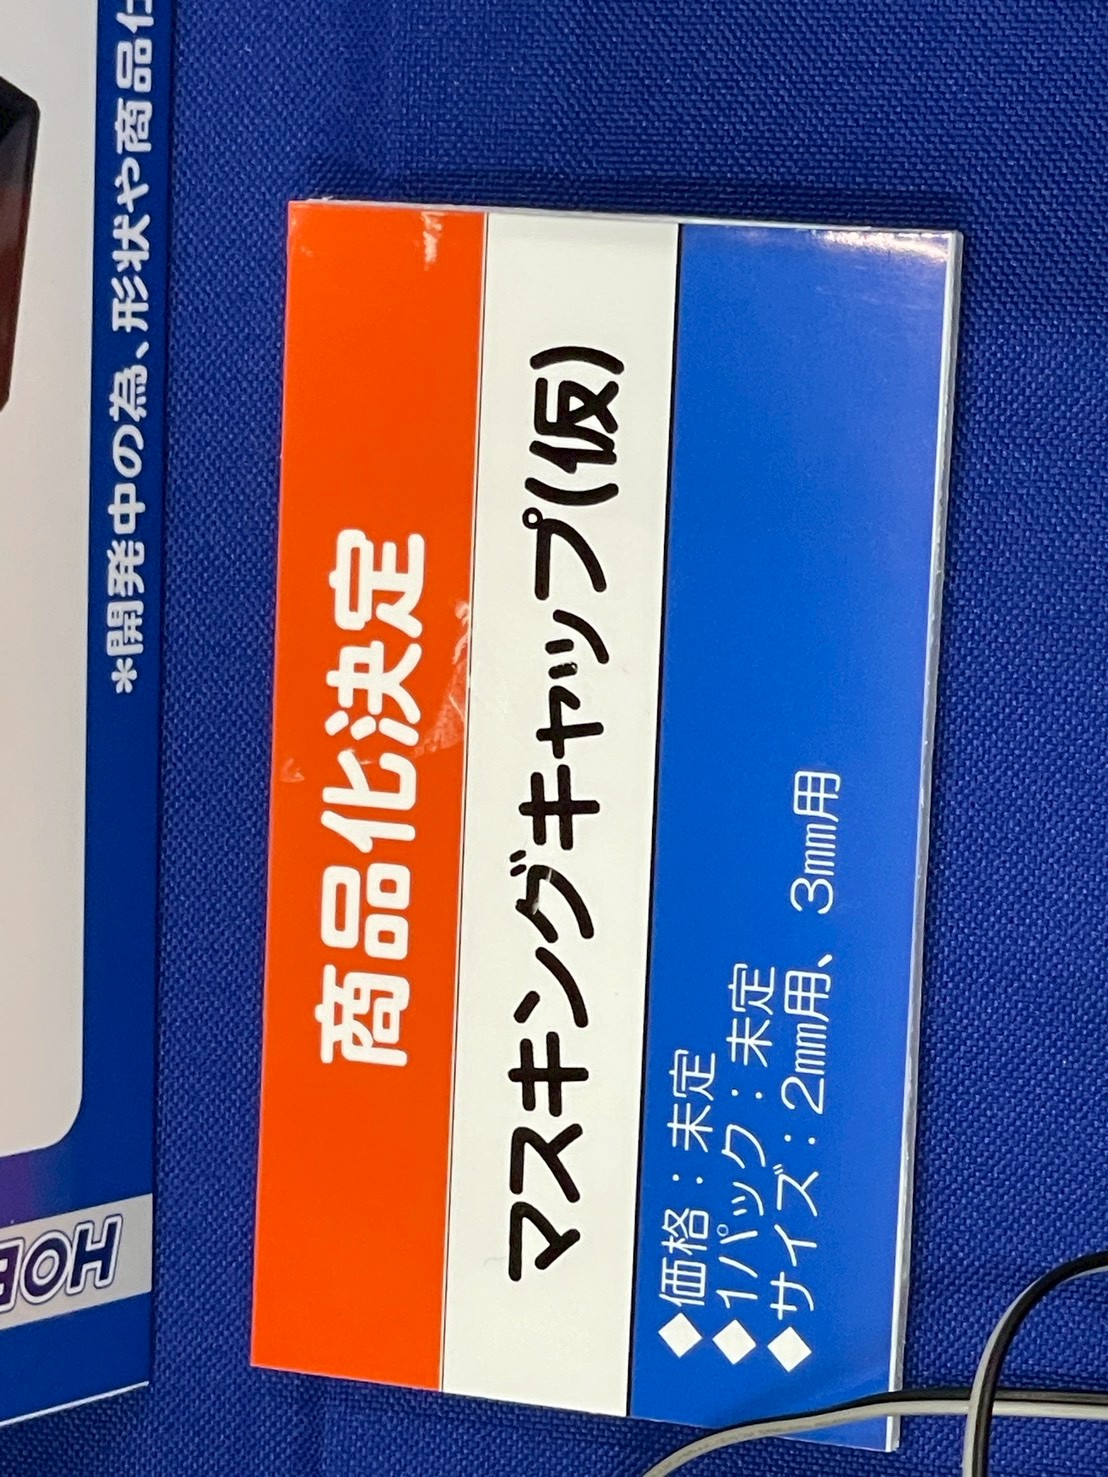 *開発中の為、形状や商品仕
HOB
商品化決定
マスキングキャップ(仮)
◆価格：未定
◆1パック：未定
◆サイズ：2mm用、3mm用